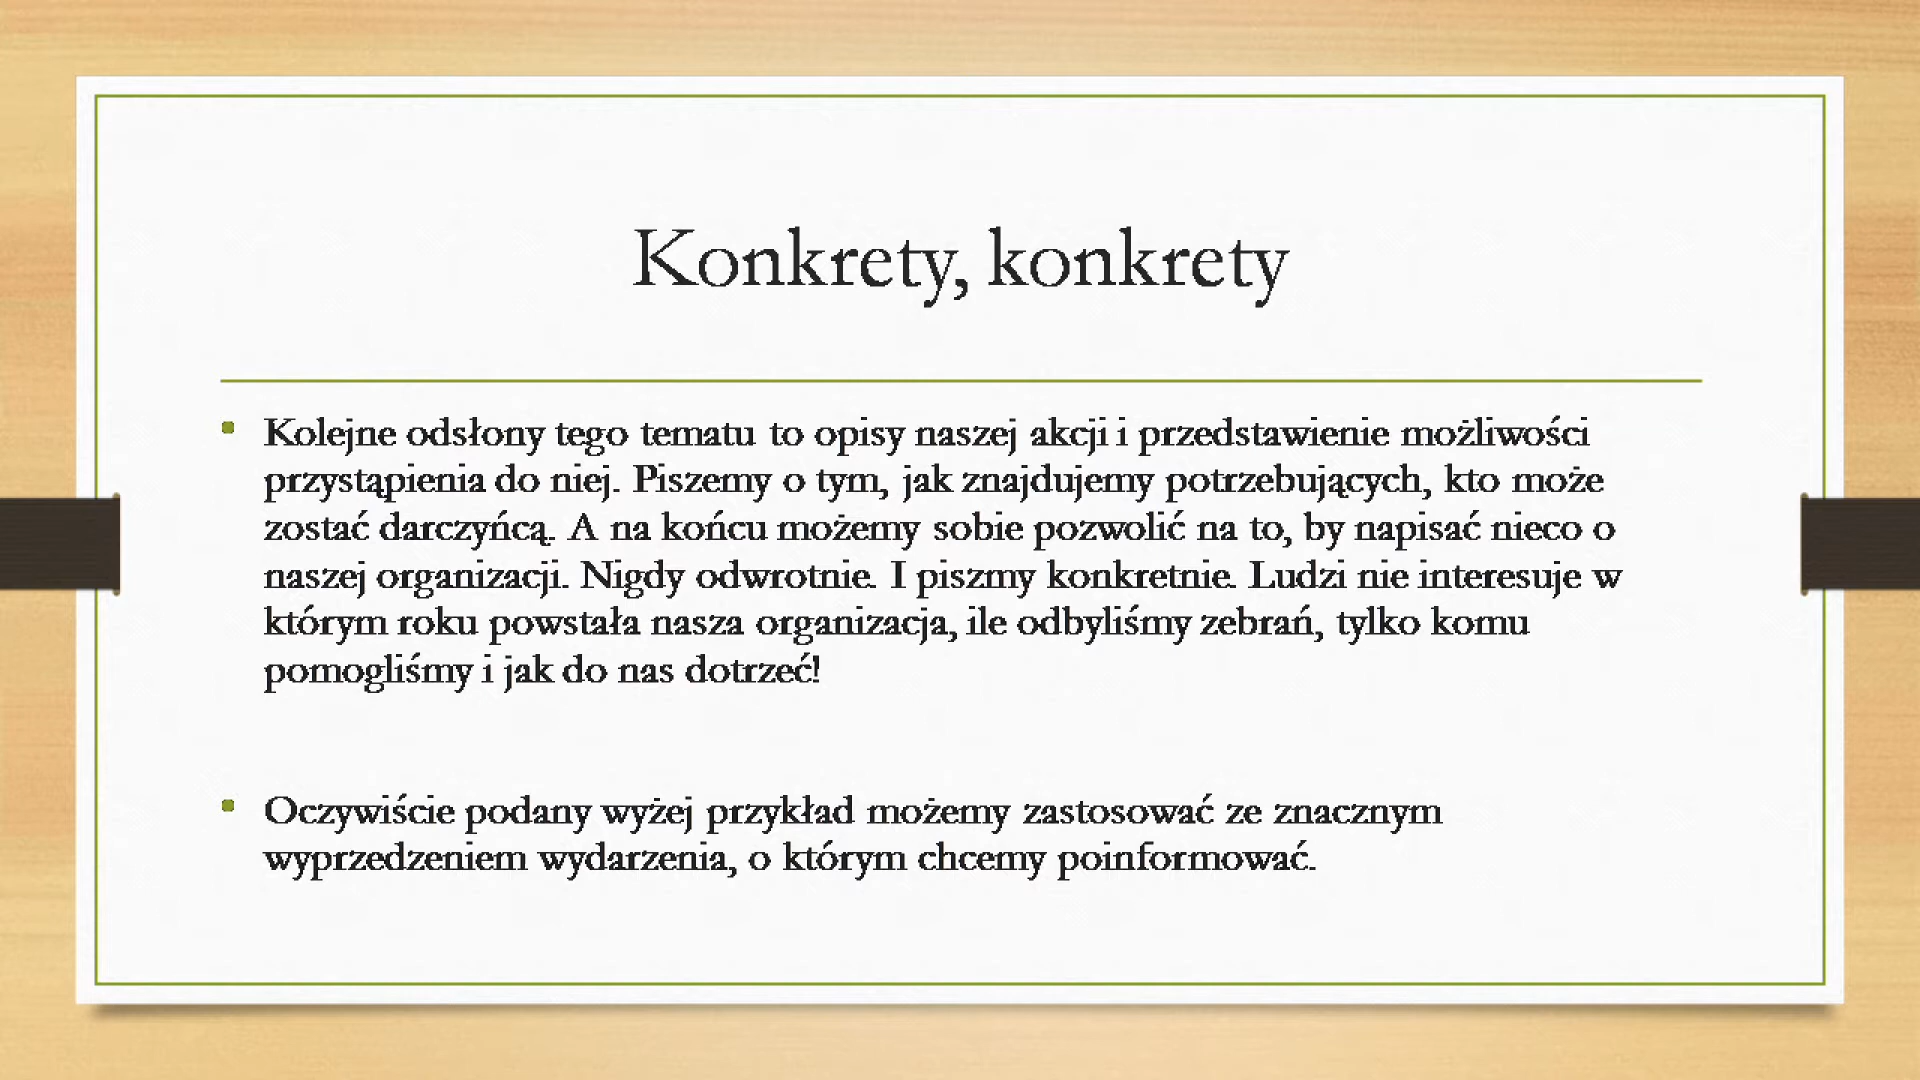 Konkrety, konkrety
Kolejne odsłony tego tematu to opisy naszej akcji i przedstawienie możliwości
przystąpienia do niej. Piszemy o tym, jak znajdujemy potrzebujących, kto może
zostać darczyńcą. A na końcu możemy sobie pozwolić na to, by napisać nieco o
naszej organizacji. Nigdy odwrotnie. I piszmy konkretnie. Ludzi nie interesuje w
którym roku powstała nasza organizacja, ile odbyliśmy zebrań, tylko komu
pomogliśmy i jak do nas dotrzeć!
Oczywiście podany wyżej przykład możemy zastosować ze znacznym
wyprzedzeniem wydarzenia, o którym chcemy poinformować.